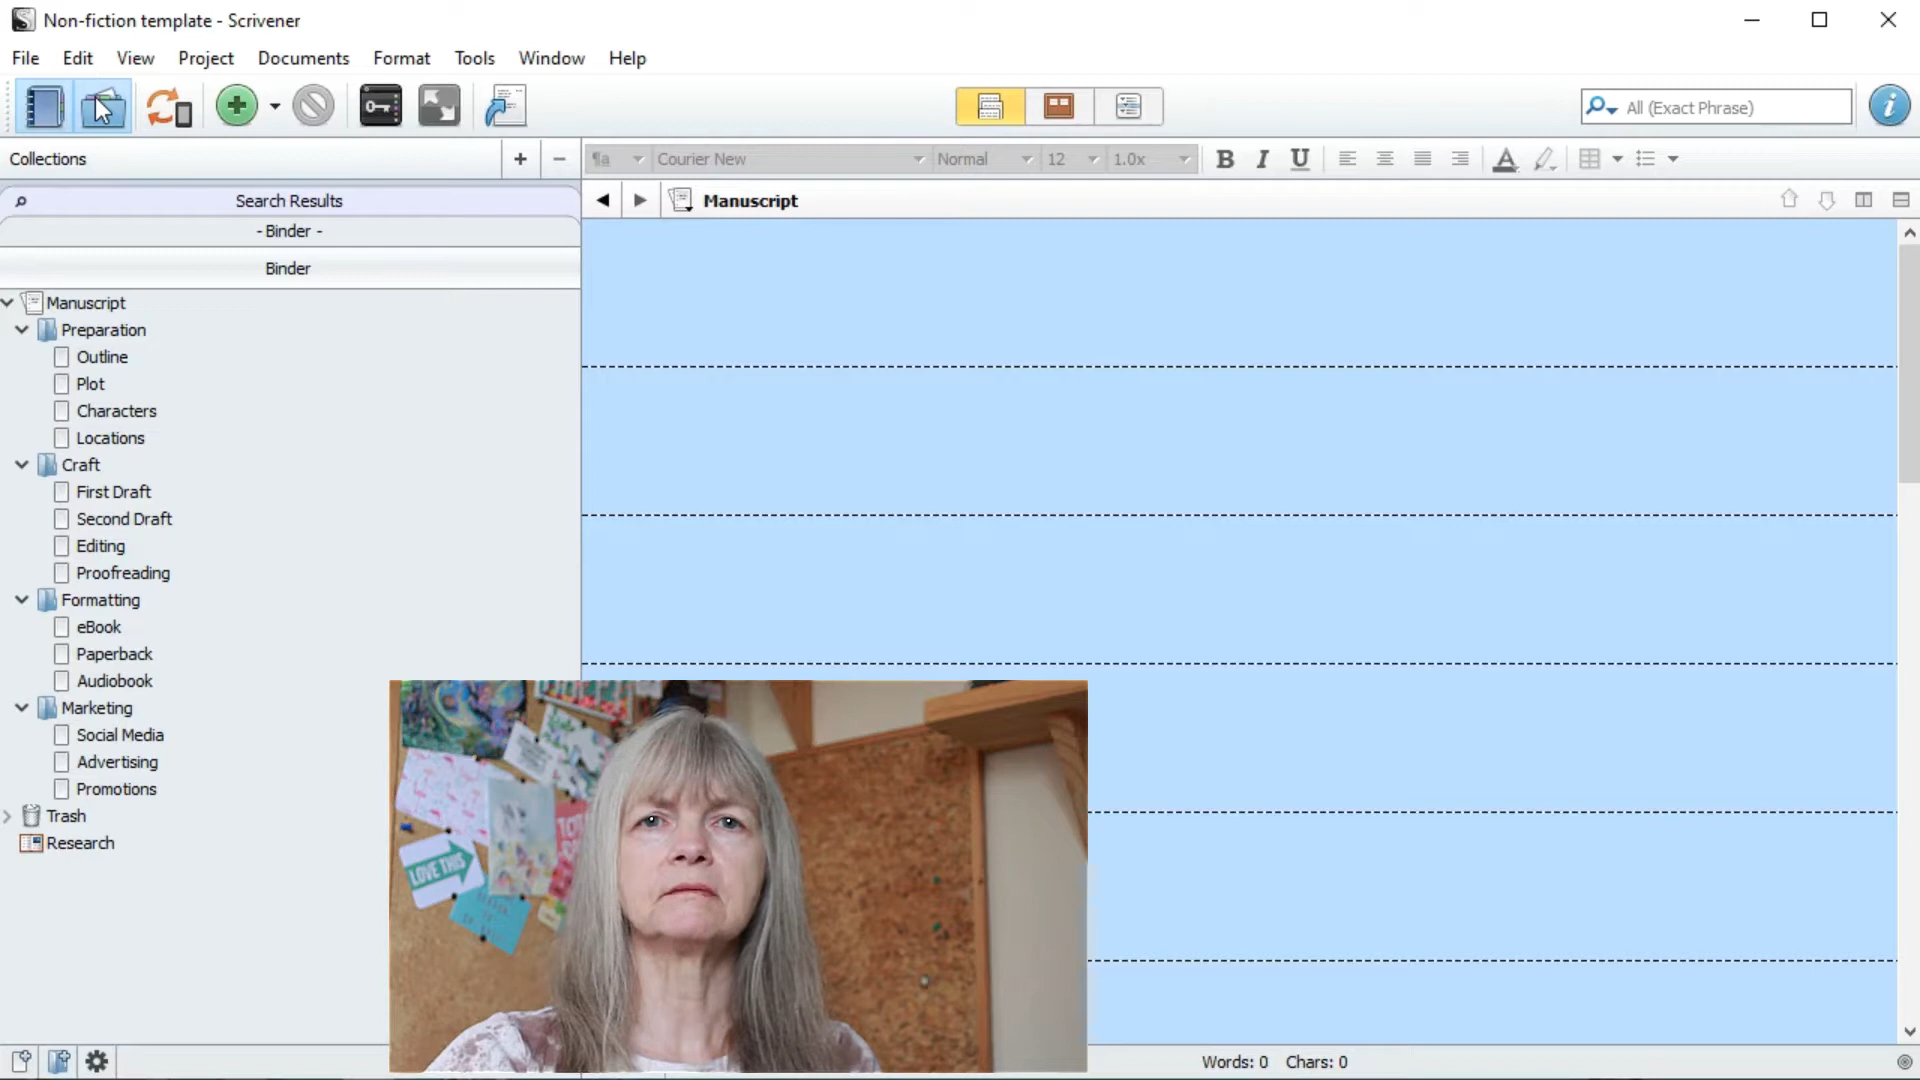 Non-fiction template - Scrivener
File Edit View Project Documents Format Tools Window Help
All (Exact Phrase)
Collections
Courier New Normal 12 1.0x B I U A
Search Results
Manuscript
- Binder -
Binder
Manuscript
Preparation
Outline
Plot
Characters
Locations
Craft
First Draft
Second Draft
Editing
Proofreading
Formatting
eBook
Paperback
Audiobook
Marketing
Social Media
Advertising
Promotions
Trash
Research
LOVE THIS
Words: 0 Chars: 0